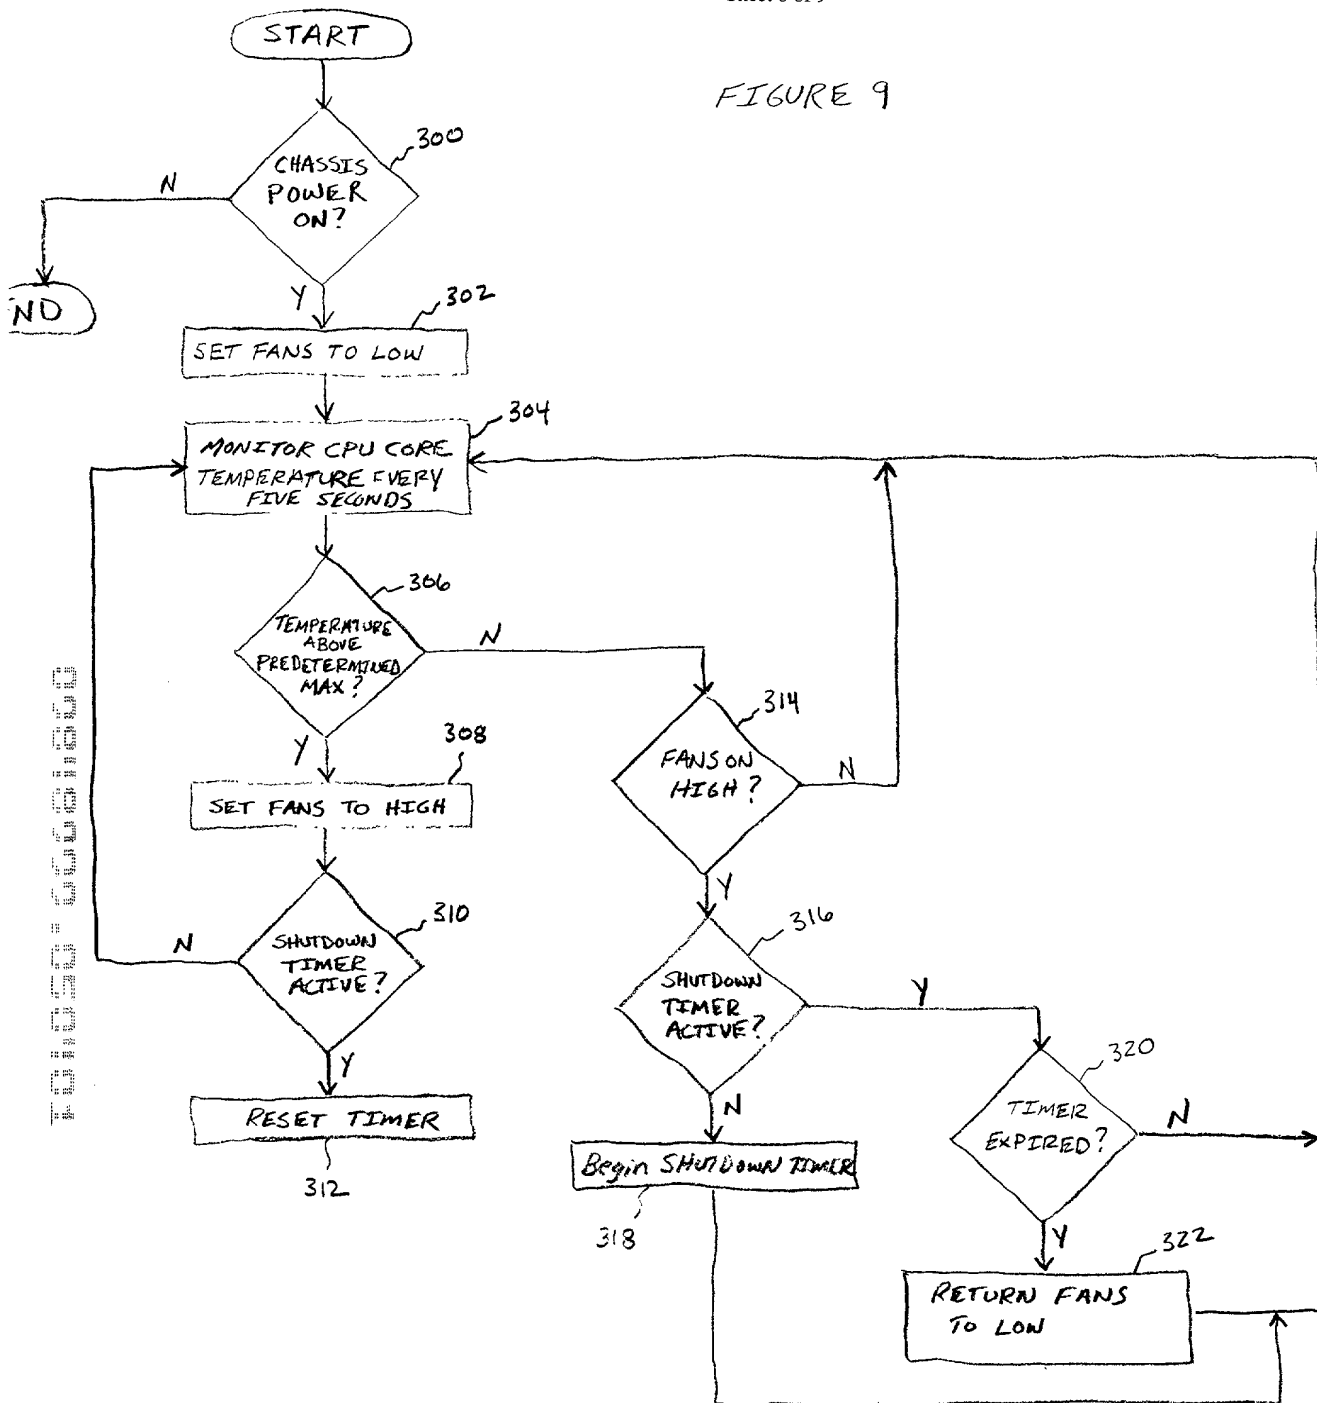 START
FIGURE 9
300
CHASSIS
POWER
ON?
N
ND
Y
302
SET FANS TO LOW
304
MONITOR CPU CORE
TEMPERATURE EVERY
FIVE SECONDS
306
TEMPERATURE
ABOVE
PREDETERMINED
MAX?
N
Y
308
SET FANS TO HIGH
314
FANS ON
HIGH?
N
Y
310
SHUTDOWN
TIMER
ACTIVE?
N
Y
RESET TIMER
312
316
SHUTDOWN
TIMER
ACTIVE?
Y
N
Begin SHUTDOWN TIMER
318
320
TIMER
EXPIRED?
N
Y
322
RETURN FANS
TO LOW